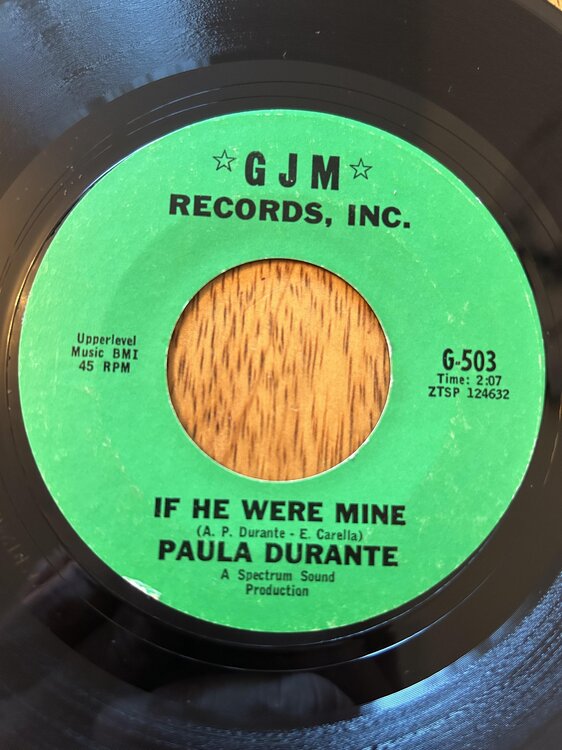 ☆ G J M ☆
RECORDS, INC.
Upperlevel
Music BMI
45 RPM
G-503
Time: 2:07
ZTSP 124632
IF HE WERE MINE
(A. P. Durante - E. Carella)
PAULA DURANTE
A Spectrum Sound
Production